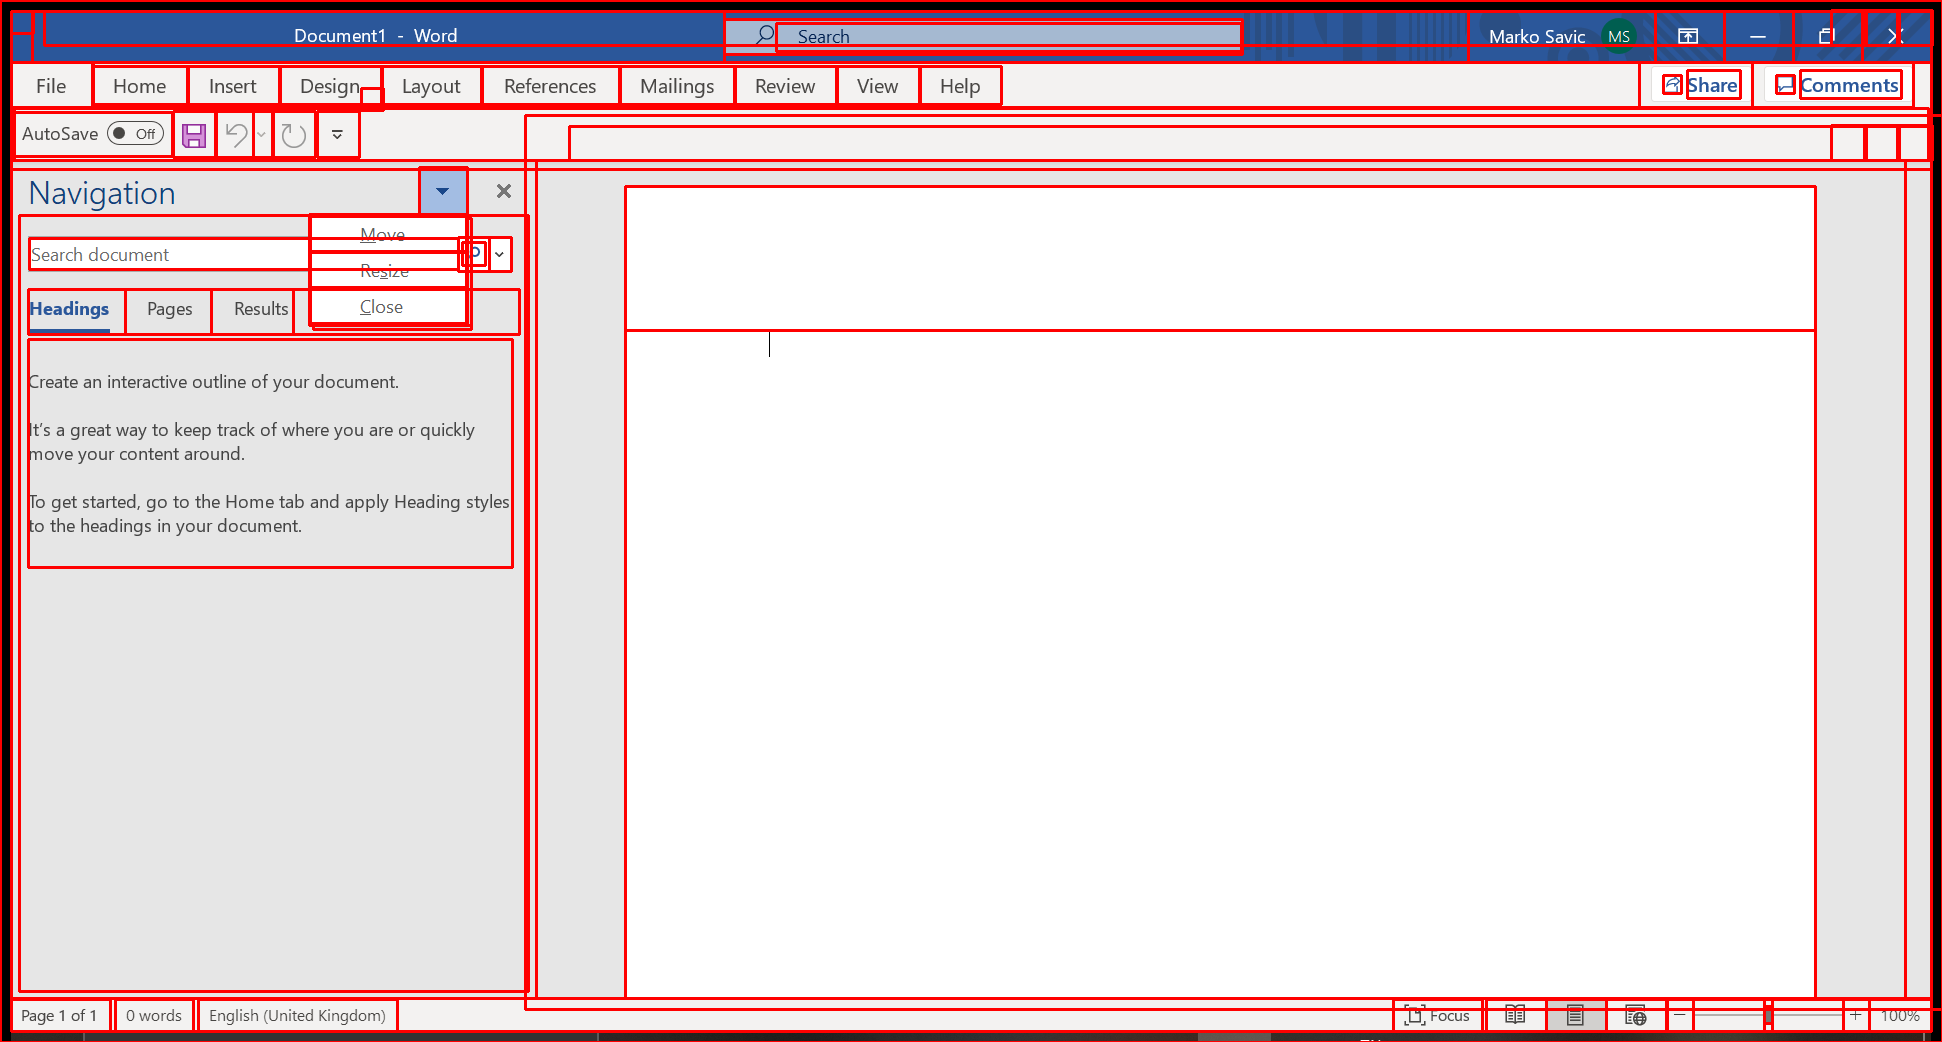 Document1 - Word
Search
Marko Savic
MS
File
Home
Insert
Design
Layout
References
Mailings
Review
View
Help
Share
Comments
AutoSave
Off
Navigation
Move
Search document
Resize
Headings
Pages
Results
Close
Create an interactive outline of your document.
It's a great way to keep track of where you are or quickly
move your content around.
To get started, go to the Home tab and apply Heading styles
to the headings in your document.
Page 1 of 1
0 words
English (United Kingdom)
Focus
100%